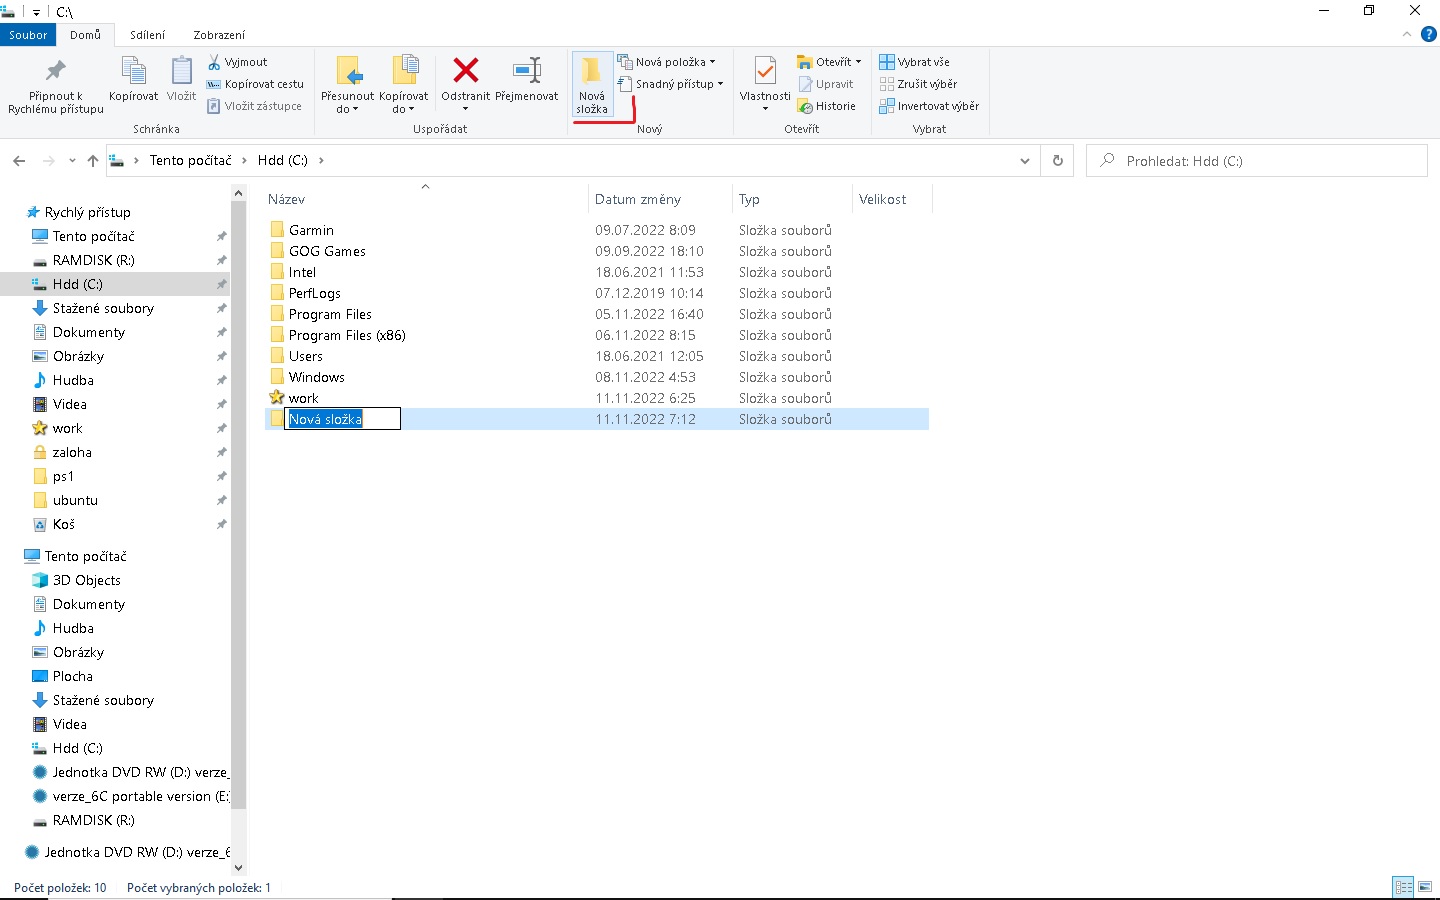 C:\
Soubor
Domů
Sdílení
Zobrazení
Připnout k
Rychlému přístupu
Kopírovat
Vložit
Vyjmout
Kopírovat cestu
Vložit zástupce
Schránka
Přesunout
do
Kopírovat
do
Odstranit
Přejmenovat
Uspořádat
Nová
složka
Nová položka
Snadný přístup
Nový
Vlastnosti
Otevřít
Upravit
Historie
Otevřít
Vybrat vše
Zrušit výběr
Invertovat výběr
Vybrat
Tento počítač
Hdd (C:)
Prohledat: Hdd (C:)
Rychlý přístup
Tento počítač
RAMDISK (R:)
Hdd (C:)
Stažené soubory
Dokumenty
Obrázky
Hudba
Videa
work
zaloha
ps1
ubuntu
Koš
Tento počítač
3D Objects
Dokumenty
Hudba
Obrázky
Plocha
Stažené soubory
Videa
Hdd (C:)
Jednotka DVD RW (D:) verze_
verze_6C portable version (E:
RAMDISK (R:)
Jednotka DVD RW (D:) verze_6
Název Datum změny Typ Velikost
Garmin 09.07.2022 8:09 Složka souborů
GOG Games 09.09.2022 18:10 Složka souborů
Intel 18.06.2021 11:53 Složka souborů
PerfLogs 07.12.2019 10:14 Složka souborů
Program Files 05.11.2022 16:40 Složka souborů
Program Files (x86) 06.11.2022 8:15 Složka souborů
Users 18.06.2021 12:05 Složka souborů
Windows 08.11.2022 4:53 Složka souborů
work 11.11.2022 6:25 Složka souborů
Nová složka 11.11.2022 7:12 Složka souborů
Počet položek: 10
Počet vybraných položek: 1